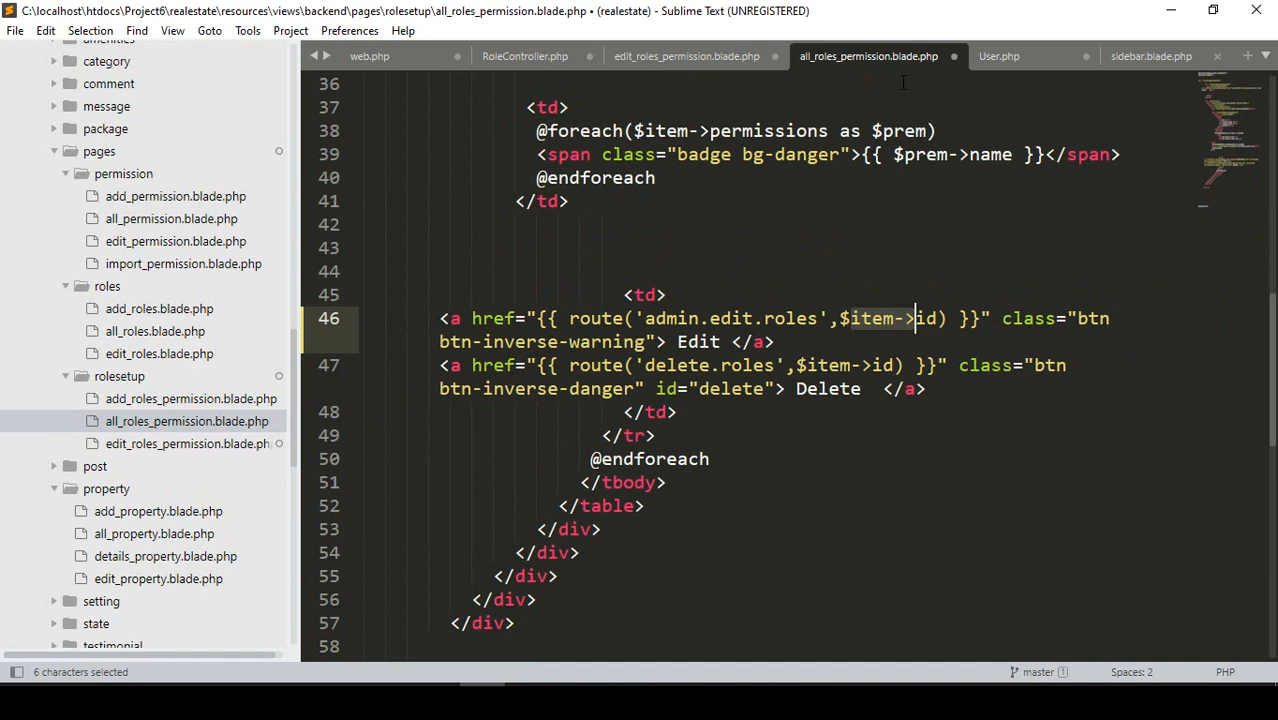 C:\localhost\htdocs\Project6\realestate\resources\views\backend\pages\rolesetup\all_roles_permission.blade.php • (realestate) - Sublime Text (UNREGISTERED)
File Edit Selection Find View Goto Tools Project Preferences Help
web.php RoleController.php edit_roles_permission.blade.php all_roles_permission.blade.php User.php sidebar.blade.php
category
comment
message
package
pages
permission
add_permission.blade.php
all_permission.blade.php
edit_permission.blade.php
import_permission.blade.php
roles
add_roles.blade.php
all_roles.blade.php
edit_roles.blade.php
rolesetup
add_roles_permission.blade.php
all_roles_permission.blade.php
edit_roles_permission.blade.ph
post
property
add_property.blade.php
all_property.blade.php
details_property.blade.php
edit_property.blade.php
setting
state
testimonial
36
37 <td>
38 @foreach($item->permissions as $prem)
39 <span class="badge bg-danger">{{ $prem->name }}</span>
40 @endforeach
41 </td>
42
43
44
45 <td>
46 <a href="{{ route('admin.edit.roles',$item->id) }}" class="btn
btn-inverse-warning"> Edit </a>
47 <a href="{{ route('delete.roles',$item->id) }}" class="btn
btn-inverse-danger" id="delete"> Delete </a>
48 </td>
49 </tr>
50 @endforeach
51 </tbody>
52 </table>
53 </div>
54 </div>
55 </div>
56 </div>
57 </div>
58
6 characters selected master 1 Spaces: 2 PHP